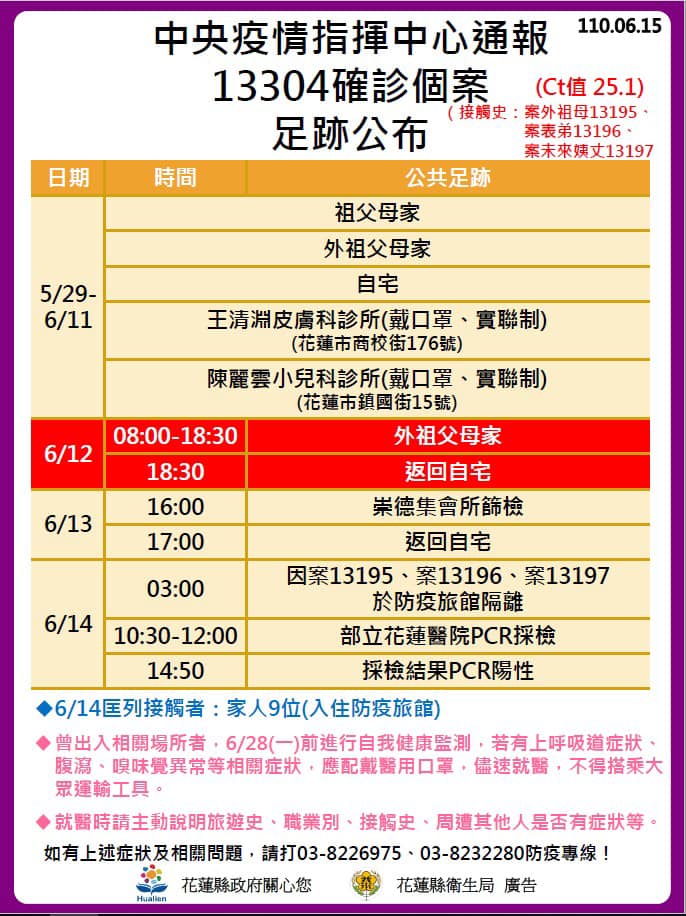 中央疫情指揮中心通報
110.06.15
13304確診個案
(Ct值 25.1)
足跡公布
(接觸史：案外祖母13195、
案表弟13196、
案未來姨丈13197
日期 時間 公共足跡
5/29-
6/11
祖父母家
外祖父母家
自宅
王清淵皮膚科診所(戴口罩、實聯制)
(花蓮市商校街176號)
陳麗雲小兒科診所(戴口罩、實聯制)
(花蓮市鎮國街15號)
6/12
08:00-18:30 外祖父母家
18:30 返回自宅
6/13
16:00 崇德集會所篩檢
17:00 返回自宅
6/14
03:00
因案13195、案13196、案13197
於防疫旅館隔離
10:30-12:00 部立花蓮醫院PCR採檢
14:50 採檢結果PCR陽性
◆6/14匡列接觸者：家人9位(入住防疫旅館)
◆曾出入相關場所者，6/28(一)前進行自我健康監測，若有上呼吸道症狀、
腹瀉、嗅味覺異常等相關症狀，應配戴醫用口罩，儘速就醫，不得搭乘大
眾運輸工具。
◆就醫時請主動說明旅遊史、職業別、接觸史、周遭其他人是否有症狀等。
如有上述症狀及相關問題，請打03-8226975、03-8232280防疫專線！
Hualien
花蓮縣政府關心您
花蓮縣衛生局 廣告